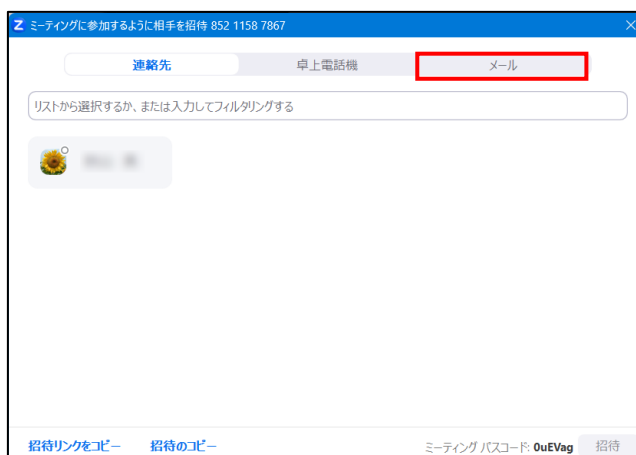 Z ミーティングに参加するように相手を招待 852 1158 7867
連絡先 卓上電話機 メール
リストから選択するか、または入力してフィルタリングする
招待リンクをコピー 招待のコピー ミーティング パスコード: 0uEVag 招待